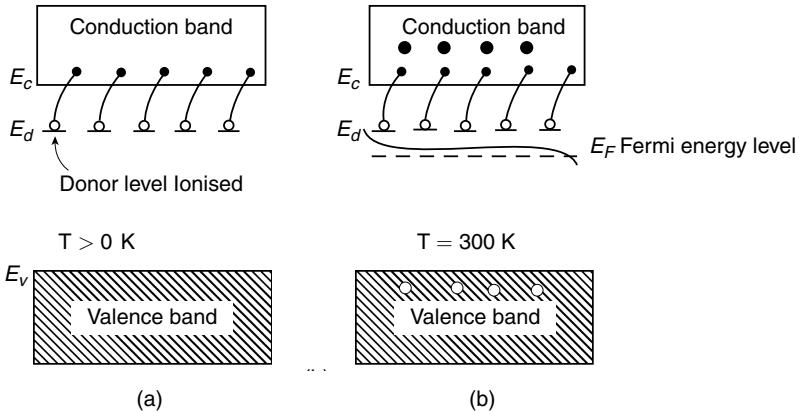 Conduction band
E_c
E_d
Donor level Ionised
T > 0 K
E_v
Valence band
(a)
Conduction band
E_c
E_d
E_F Fermi energy level
T = 300 K
Valence band
(b)